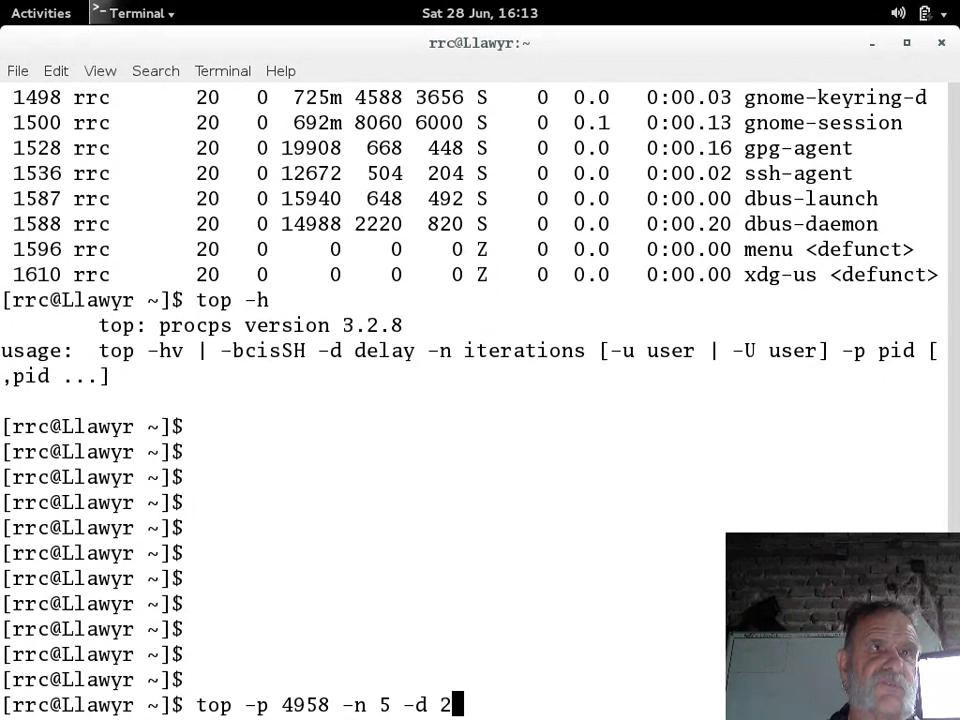 Activities >_ Terminal Sat 28 Jun, 16:13
rrc@Llawyr:~
File Edit View Search Terminal Help
1498 rrc 20 0 725m 4588 3656 S 0 0.0 0:00.03 gnome-keyring-d
1500 rrc 20 0 692m 8060 6000 S 0 0.1 0:00.13 gnome-session
1528 rrc 20 0 19908 668 448 S 0 0.0 0:00.16 gpg-agent
1536 rrc 20 0 12672 504 204 S 0 0.0 0:00.02 ssh-agent
1587 rrc 20 0 15940 648 492 S 0 0.0 0:00.00 dbus-launch
1588 rrc 20 0 14988 2220 820 S 0 0.0 0:00.20 dbus-daemon
1596 rrc 20 0 0 0 0 Z 0 0.0 0:00.00 menu <defunct>
1610 rrc 20 0 0 0 0 Z 0 0.0 0:00.00 xdg-us <defunct>
[rrc@Llawyr ~]$ top -h
top: procps version 3.2.8
usage: top -hv | -bcisSH -d delay -n iterations [-u user | -U user] -p pid [
,pid ...]
[rrc@Llawyr ~]$
[rrc@Llawyr ~]$
[rrc@Llawyr ~]$
[rrc@Llawyr ~]$
[rrc@Llawyr ~]$
[rrc@Llawyr ~]$
[rrc@Llawyr ~]$
[rrc@Llawyr ~]$
[rrc@Llawyr ~]$
[rrc@Llawyr ~]$
[rrc@Llawyr ~]$
[rrc@Llawyr ~]$ top -p 4958 -n 5 -d 2